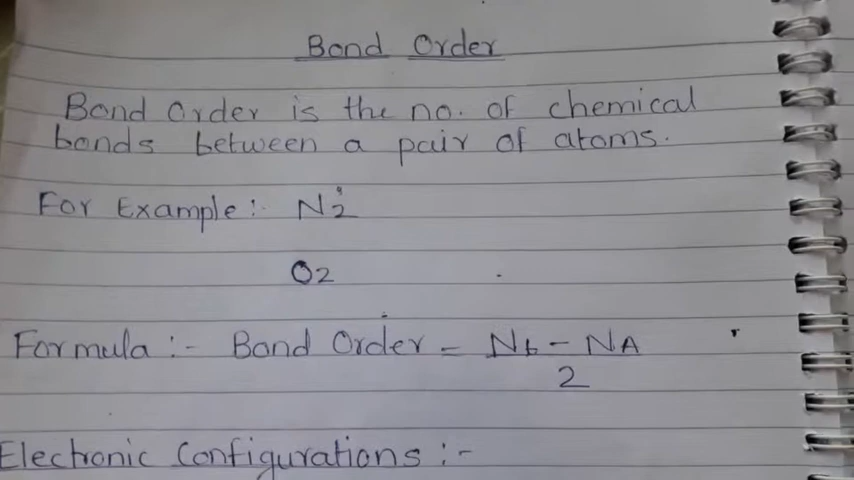 Bond Order
Bond Order is the no. of chemical
bonds between a pair of atoms.
For Example :- N2
O2
Formula :- Bond Order = Nb - NA
2
Electronic Configurations :-